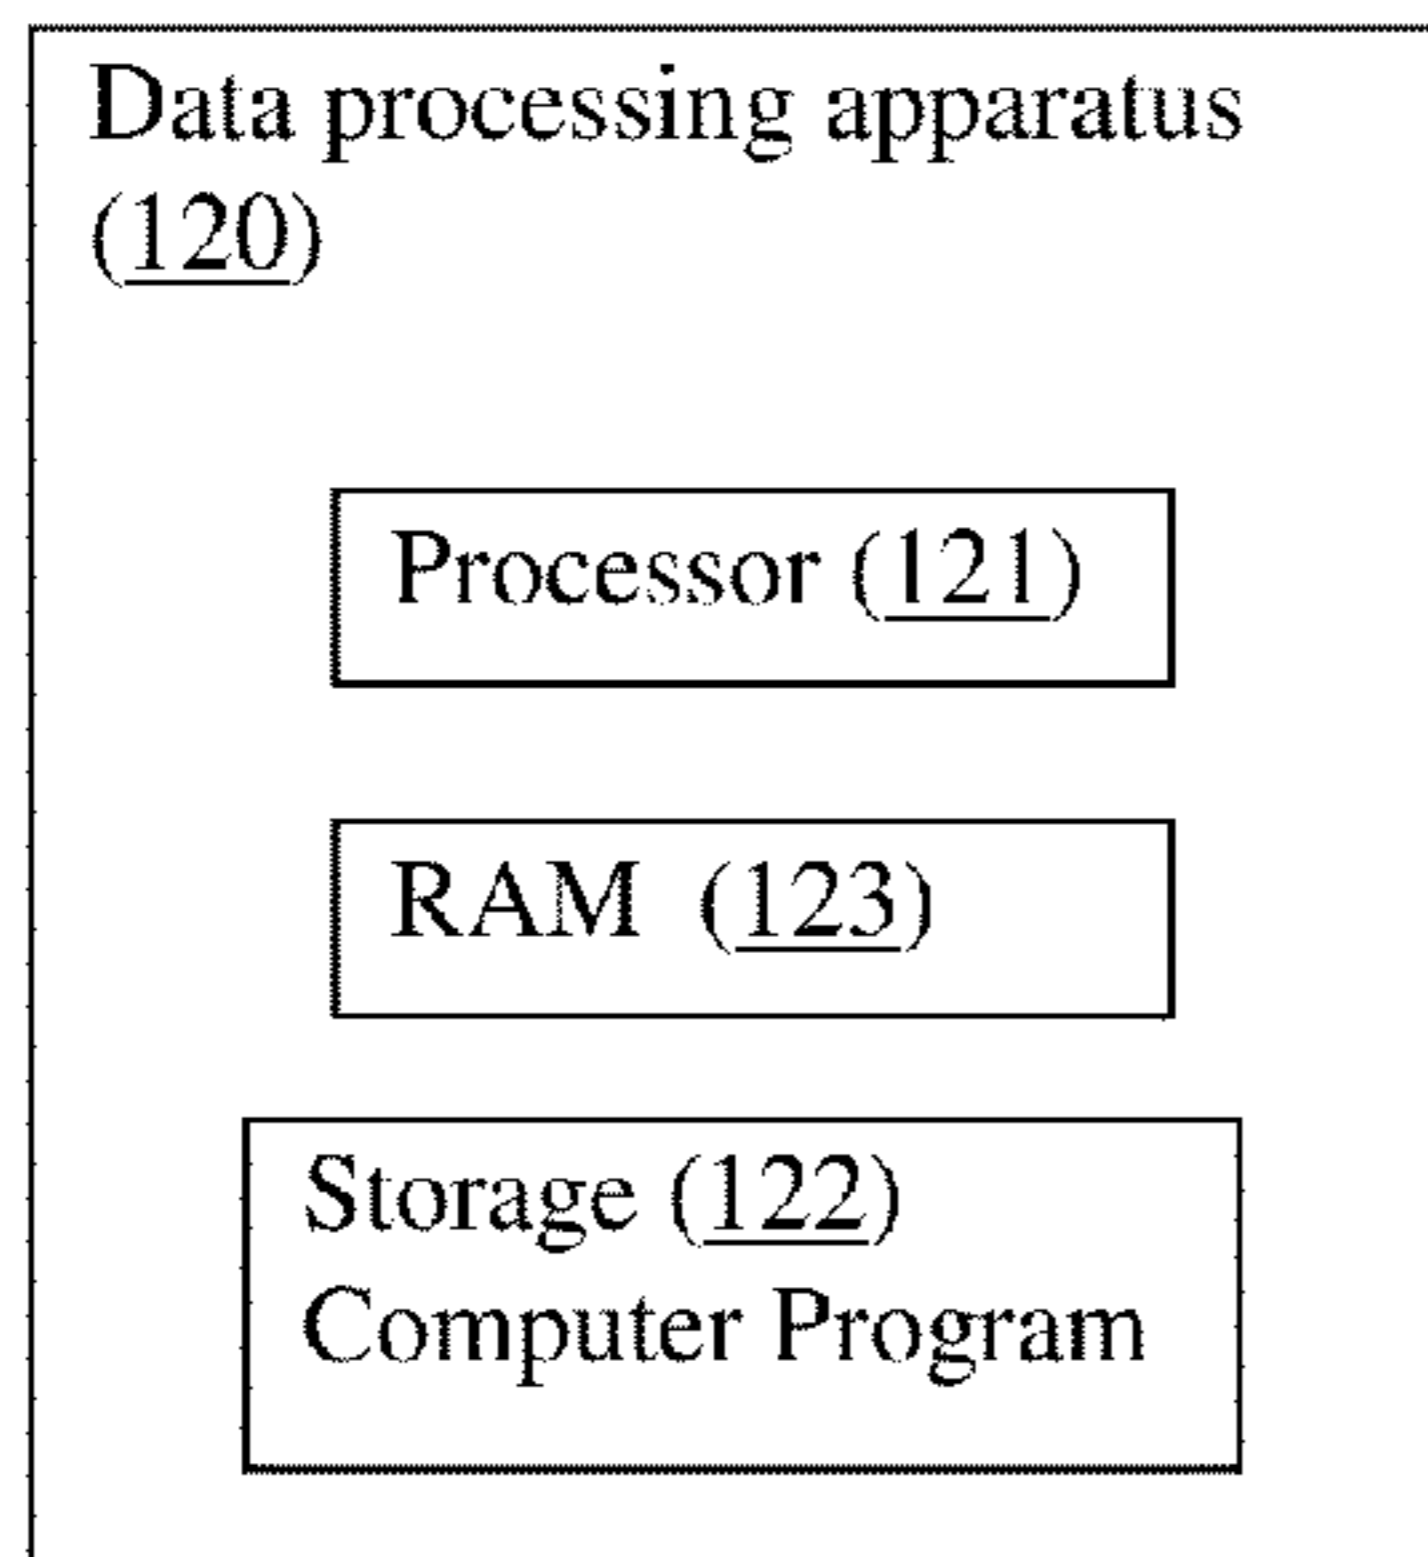 Data processing apparatus
(120)
Processor (121)
RAM (123)
Storage (122)
Computer Program